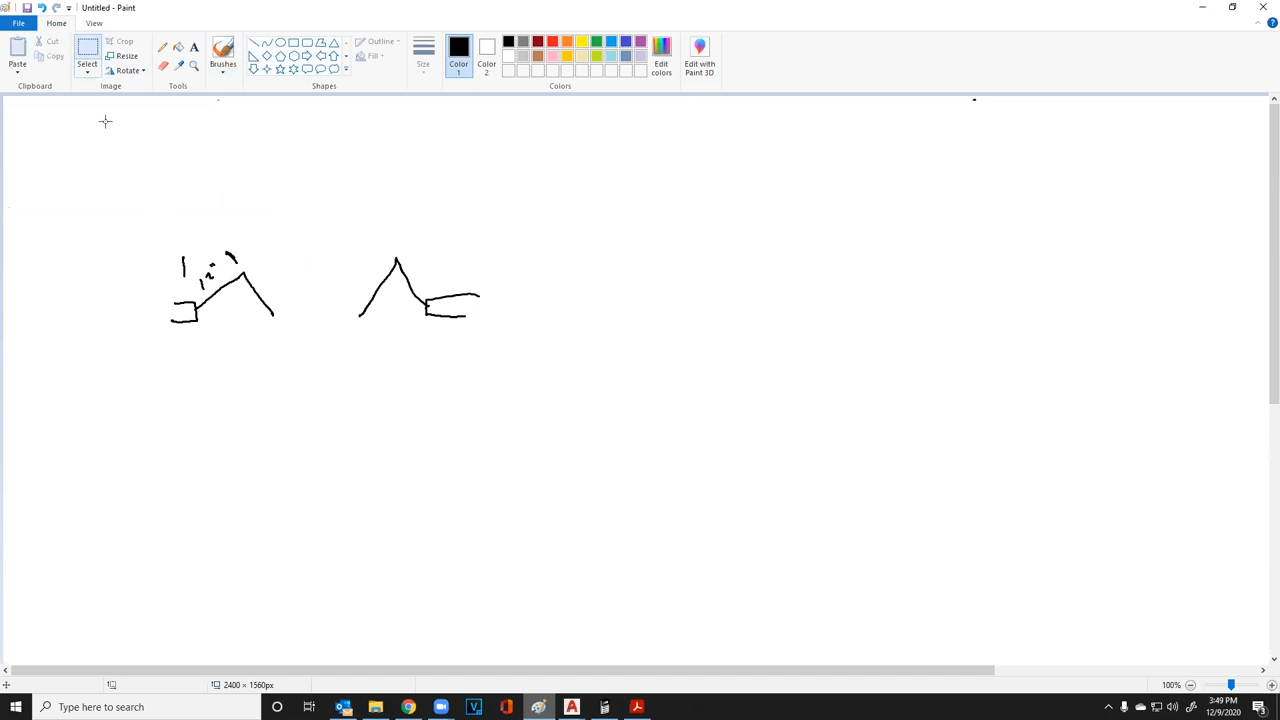 Untitled - Paint
File Home View
Paste
Cut
Copy
Clipboard
Select
Crop
Resize
Rotate
Image
A
Tools
Brushes
Shapes
Outline
Fill
Size
Color 1
Color 2
Edit colors
Colors
Edit with Paint 3D
2400 × 1560px
100%
Type here to search
3:49 PM
12/9/2020